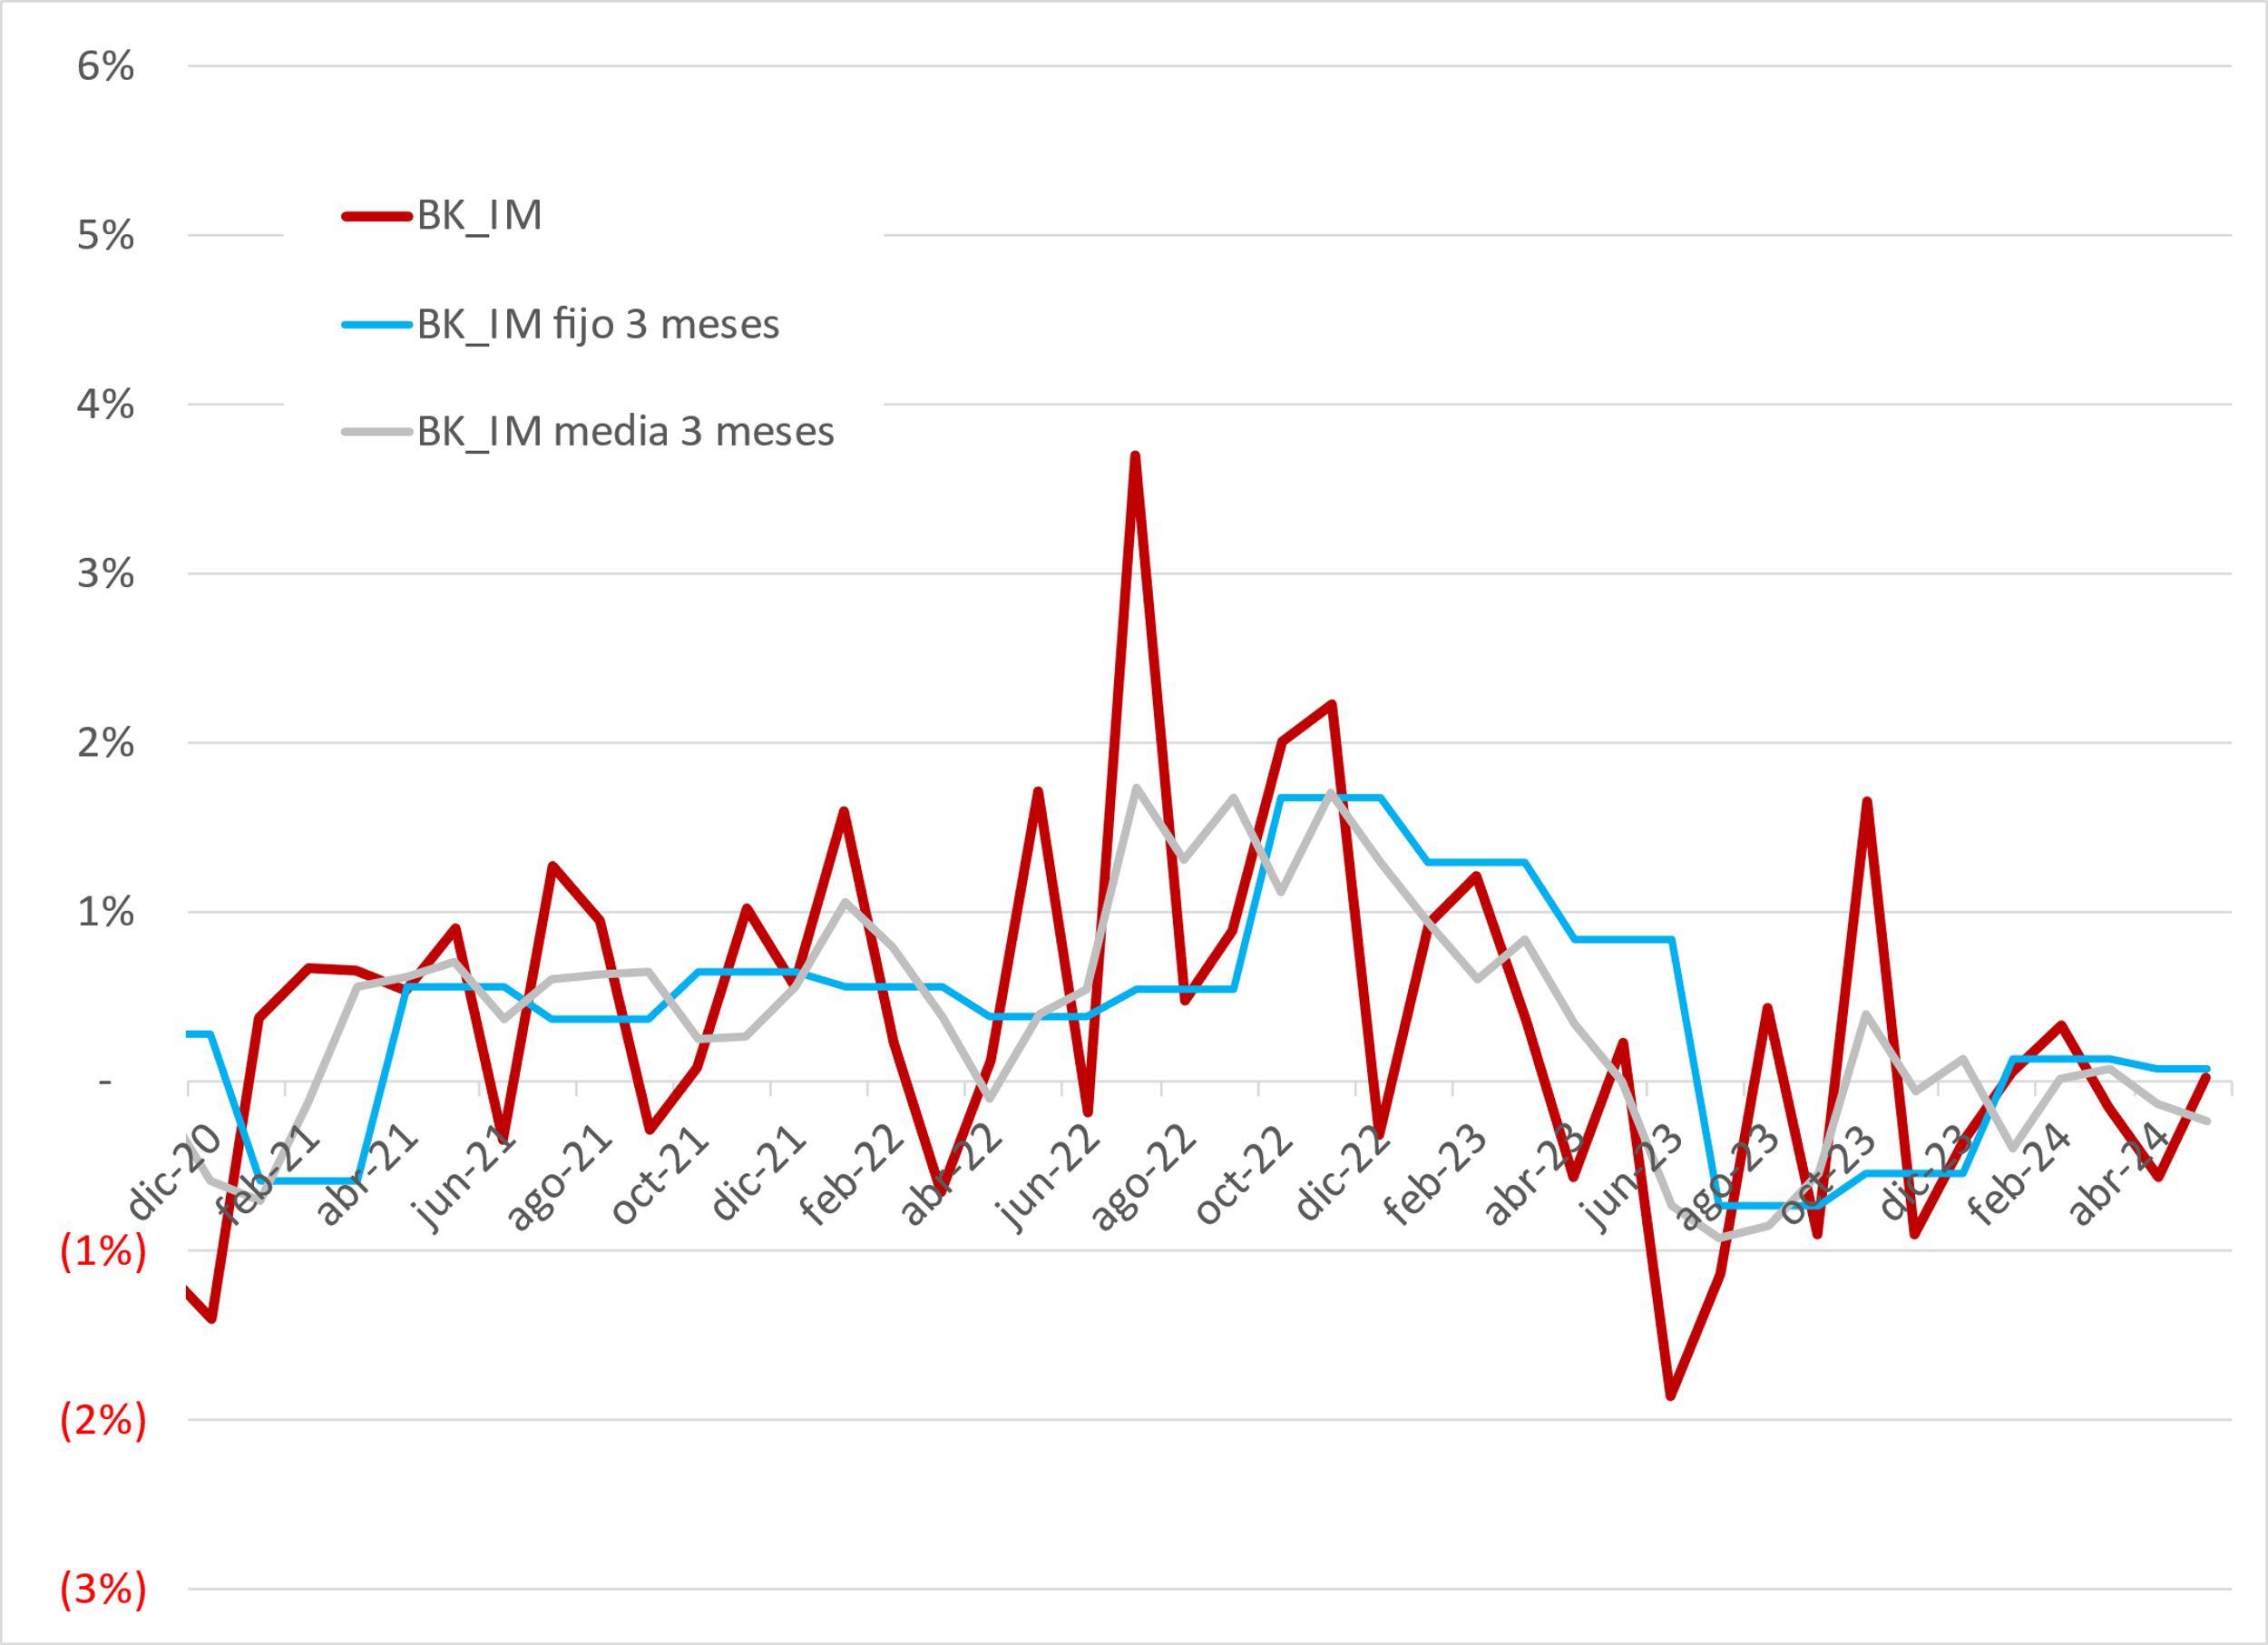 6%
5%
4%
3%
2%
1%
-
(1%)
(2%)
(3%)
BK_IM
BK_IM fijo 3 meses
BK_IM media 3 meses
dic-20
feb-21
abr-21
jun-21
ago-21
oct-21
dic-21
feb-22
abr-22
jun-22
ago-22
oct-22
dic-22
feb-23
abr-23
jun-23
ago-23
oct-23
dic-23
feb-24
abr-24